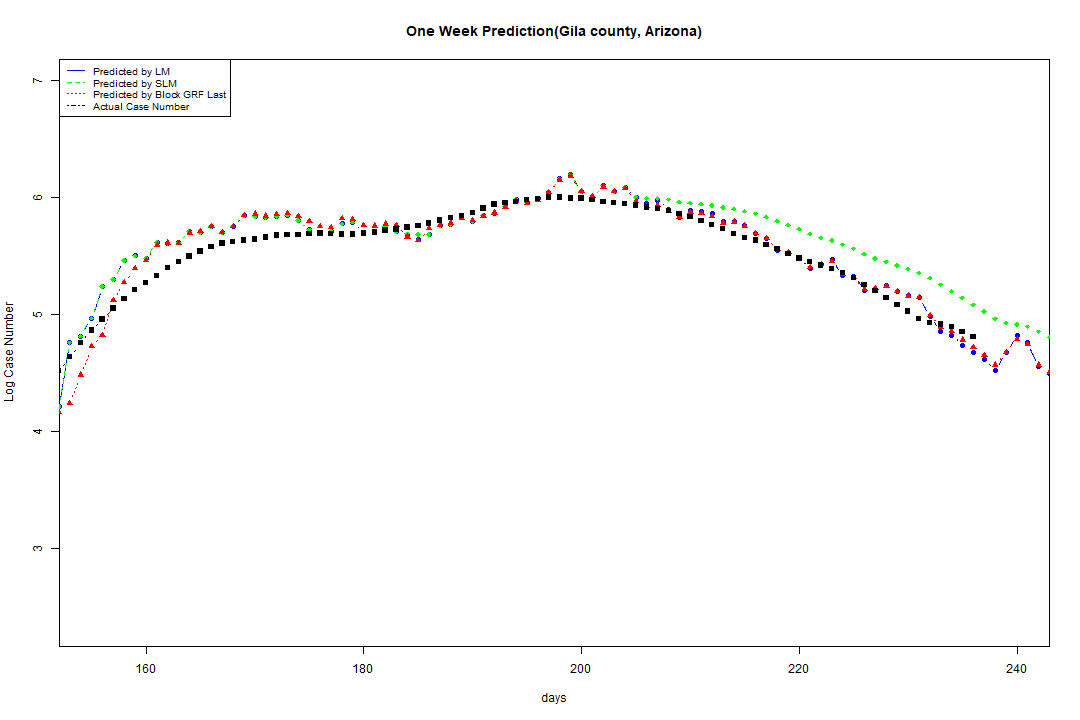 One Week Prediction(Gila county, Arizona)
Predicted by LM
Predicted by SLM
Predicted by Block GRF Last
Actual Case Number
7
6
5
4
3
Log Case Number
160 180 200 220 240
days